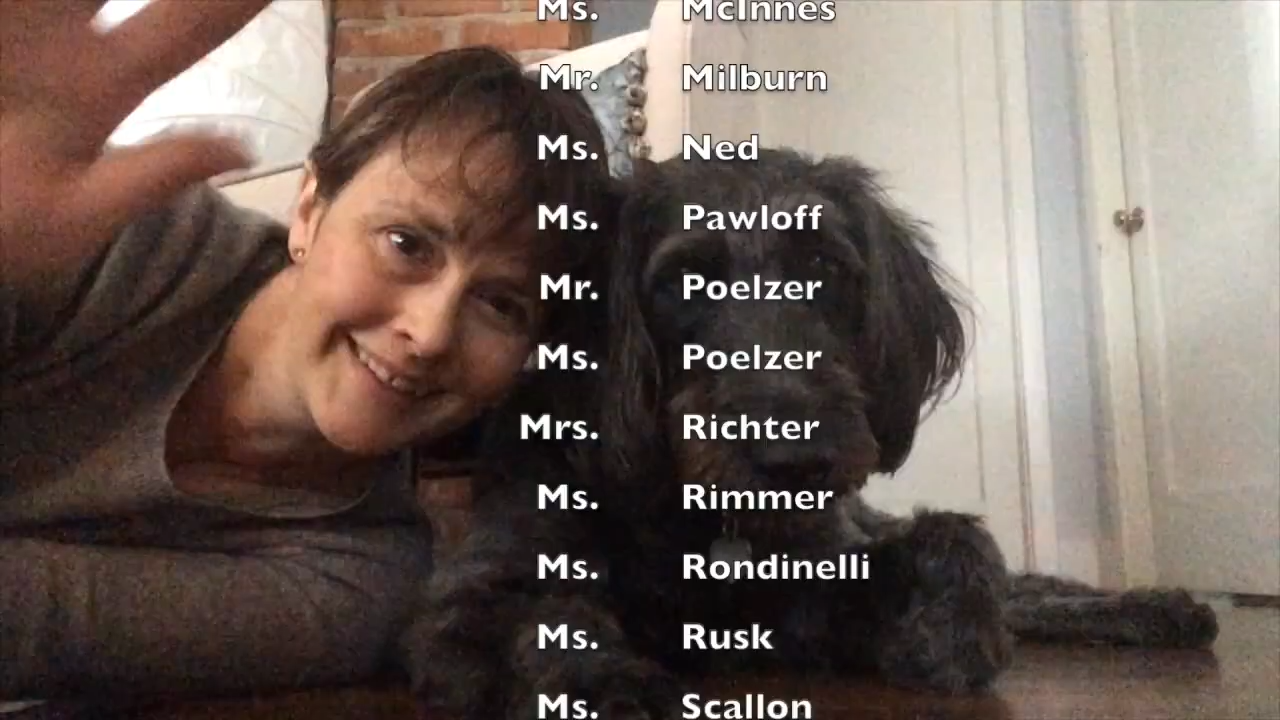 Ms. McInnes
Mr. Milburn
Ms. Ned
Ms. Pawloff
Mr. Poelzer
Ms. Poelzer
Mrs. Richter
Ms. Rimmer
Ms. Rondinelli
Ms. Rusk
Ms. Scallon